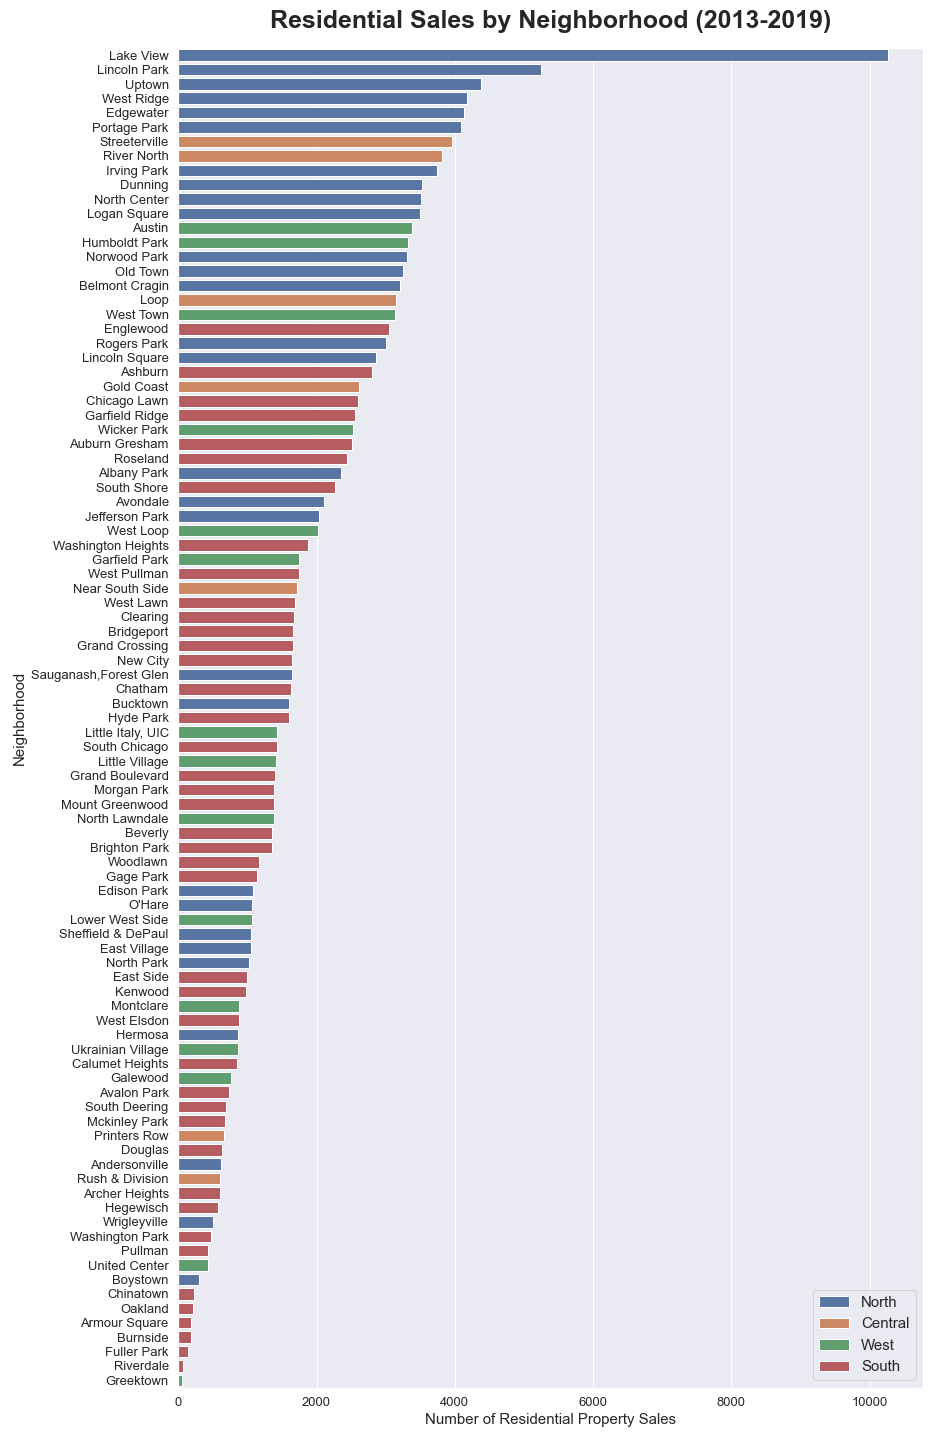 Residential Sales by Neighborhood (2013-2019)
Lake View
Lincoln Park
Uptown
West Ridge
Edgewater
Portage Park
Streeterville
River North
Irving Park
Dunning
North Center
Logan Square
Austin
Humboldt Park
Norwood Park
Old Town
Belmont Cragin
Loop
West Town
Englewood
Rogers Park
Lincoln Square
Ashburn
Gold Coast
Chicago Lawn
Garfield Ridge
Wicker Park
Auburn Gresham
Roseland
Albany Park
South Shore
Avondale
Jefferson Park
West Loop
Washington Heights
Garfield Park
West Pullman
Near South Side
West Lawn
Clearing
Bridgeport
Grand Crossing
New City
Sauganash,Forest Glen
Chatham
Bucktown
Hyde Park
Little Italy, UIC
South Chicago
Little Village
Grand Boulevard
Morgan Park
Mount Greenwood
North Lawndale
Beverly
Brighton Park
Woodlawn
Gage Park
Edison Park
O'Hare
Lower West Side
Sheffield & DePaul
East Village
North Park
East Side
Kenwood
Montclare
West Elsdon
Hermosa
Ukrainian Village
Calumet Heights
Galewood
Avalon Park
South Deering
Mckinley Park
Printers Row
Douglas
Andersonville
Rush & Division
Archer Heights
Hegewisch
Wrigleyville
Washington Park
Pullman
United Center
Boystown
Chinatown
Oakland
Armour Square
Burnside
Fuller Park
Riverdale
Greektown
Neighborhood
North
Central
West
South
0 2000 4000 6000 8000 10000
Number of Residential Property Sales